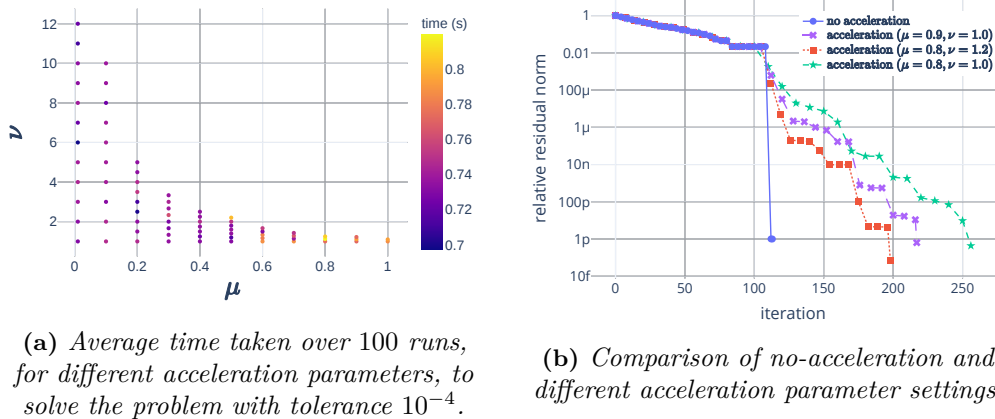 time (s)
12
10
8
6
4
2
ν
0
0.2
0.4
0.6
0.8
1
μ
0.8
0.78
0.76
0.74
0.72
0.7
(a) Average time taken over 100 runs,
for different acceleration parameters, to
solve the problem with tolerance 10⁻⁴.
no acceleration
acceleration (μ = 0.9, ν = 1.0)
acceleration (μ = 0.8, ν = 1.2)
acceleration (μ = 0.8, ν = 1.0)
relative residual norm
1
0.01
100μ
1μ
10n
100p
1p
10f
0
50
100
150
200
250
iteration
(b) Comparison of no-acceleration and
different acceleration parameter settings